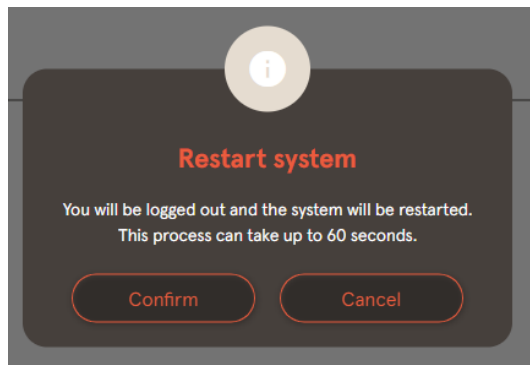 Restart system
You will be logged out and the system will be restarted.
This process can take up to 60 seconds.
Confirm
Cancel